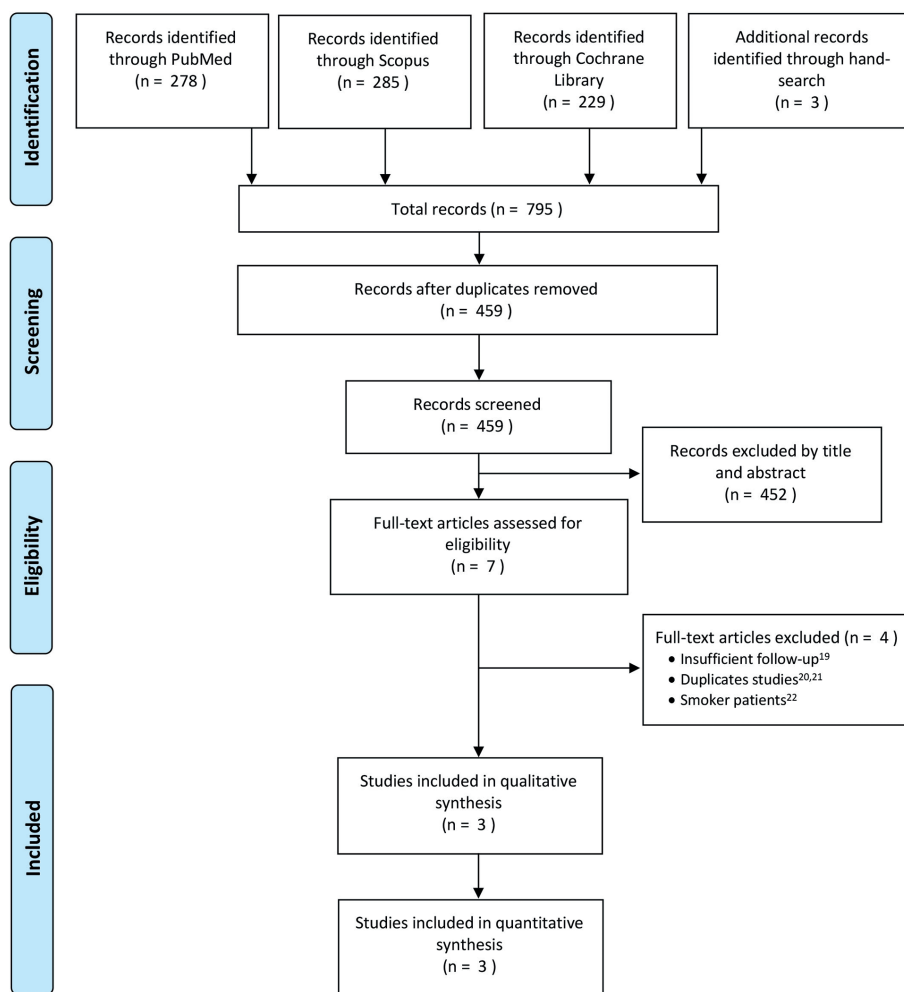 Identification
Records identified
through PubMed
(n = 278 )
Records identified
through Scopus
(n = 285 )
Records identified
through Cochrane
Library
(n = 229 )
Additional records
identified through hand-
search
(n = 3 )
Total records (n = 795 )
Screening
Records after duplicates removed
(n = 459 )
Records screened
(n = 459 )
Records excluded by title
and abstract
(n = 452 )
Eligibility
Full-text articles assessed for
eligibility
(n = 7 )
Full-text articles excluded (n = 4 )
• Insufficient follow-up19
• Duplicates studies20,21
• Smoker patients22
Included
Studies included in qualitative
synthesis
(n = 3 )
Studies included in quantitative
synthesis
(n = 3 )